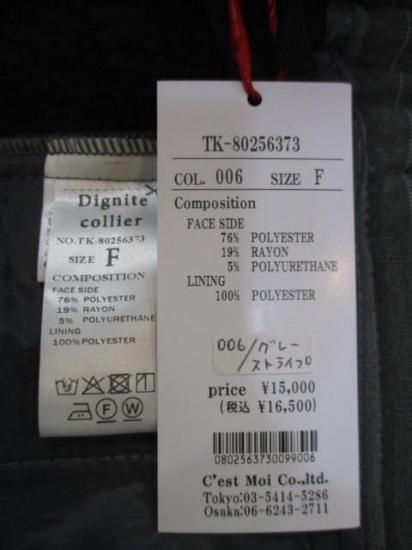 Dignite
collier
NO.TK-80256373
SIZE F
COMPOSITION
FACE SIDE
76% POLYESTER
19% RAYON
5% POLYURETHANE
LINING
100% POLYESTER
F W
TK-80256373
COL. 006 SIZE F
Composition
FACE SIDE
76% POLYESTER
19% RAYON
5% POLYURETHANE
LINING
100% POLYESTER
006/グレー
ストライプ
price ¥15,000
(税込 ¥16,500)
0802563730099006
C'est Moi Co.,ltd.
Tokyo:03-5414-5286
Osaka:06-6243-2711